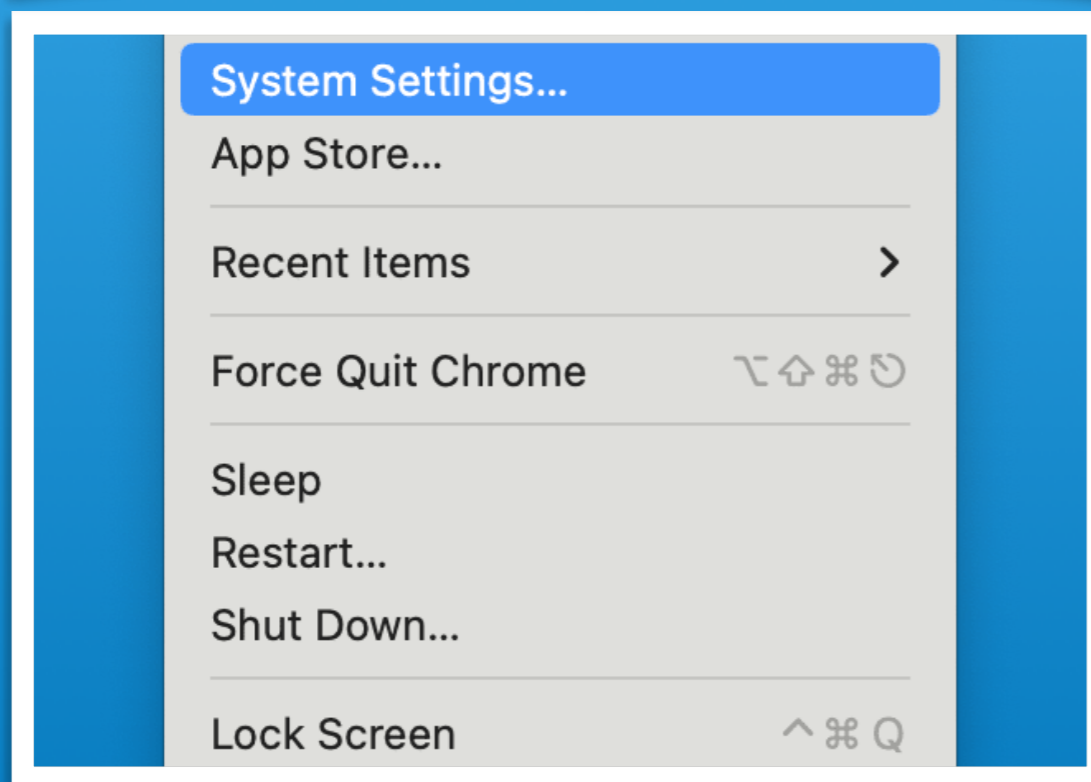 System Settings...
App Store...
Recent Items
Force Quit Chrome ⌥⇧⌘⎋
Sleep
Restart...
Shut Down...
Lock Screen ^⌘Q